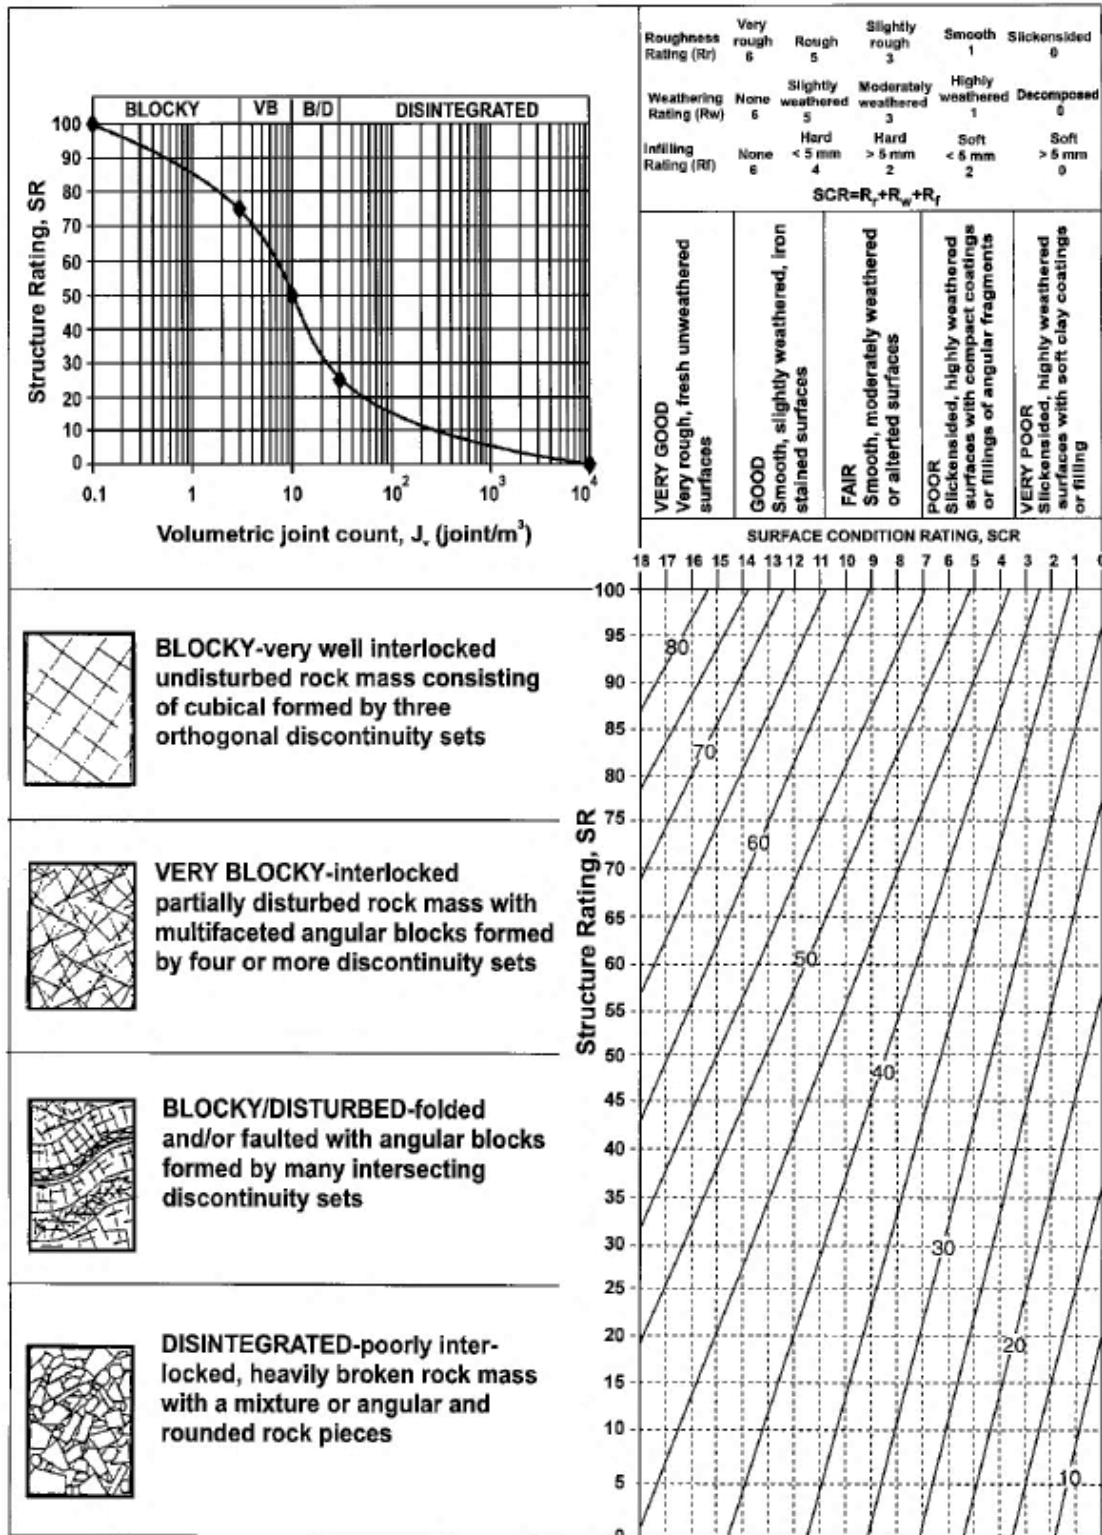 Roughness Rating (Rr) Very rough 6 Rough 5 Slightly rough 3 Smooth 1 Slickensided 0
Weathering Rating (Rw) None 6 Slightly weathered 5 Moderately weathered 3 Highly weathered 1 Decomposed 0
Infilling Rating (Rf) None 6 Hard < 5 mm 4 Hard > 5 mm 2 Soft < 5 mm 2 Soft > 5 mm 0
SCR=Rr+Rw+Rf
BLOCKY VB B/D DISINTEGRATED
Structure Rating, SR
100
90
80
70
60
50
40
30
20
10
0
0.1 1 10 10² 10³ 10⁴
Volumetric joint count, Jv (joint/m³)
VERY GOOD
Very rough, fresh unweathered
surfaces
GOOD
Smooth, slightly weathered, iron
stained surfaces
FAIR
Smooth, moderately weathered
or alterted surfaces
POOR
Slickensided, highly weathered
surfaces with compact coatings
or fillings of angular fragments
VERY POOR
Slickensided, highly weathered
surfaces with soft clay coatings
or filling
SURFACE CONDITION RATING, SCR
18 17 16 15 14 13 12 11 10 9 8 7 6 5 4 3 2 1 0
BLOCKY-very well interlocked
undisturbed rock mass consisting
of cubical formed by three
orthogonal discontinuity sets
VERY BLOCKY-interlocked
partially disturbed rock mass with
multifaceted angular blocks formed
by four or more discontinuity sets
BLOCKY/DISTURBED-folded
and/or faulted with angular blocks
formed by many intersecting
discontinuity sets
DISINTEGRATED-poorly inter-
locked, heavily broken rock mass
with a mixture or angular and
rounded rock pieces
Structure Rating, SR
100
95
90
85
80
75
70
65
60
55
50
45
40
35
30
25
20
15
10
5
0
80
70
60
50
40
30
20
10